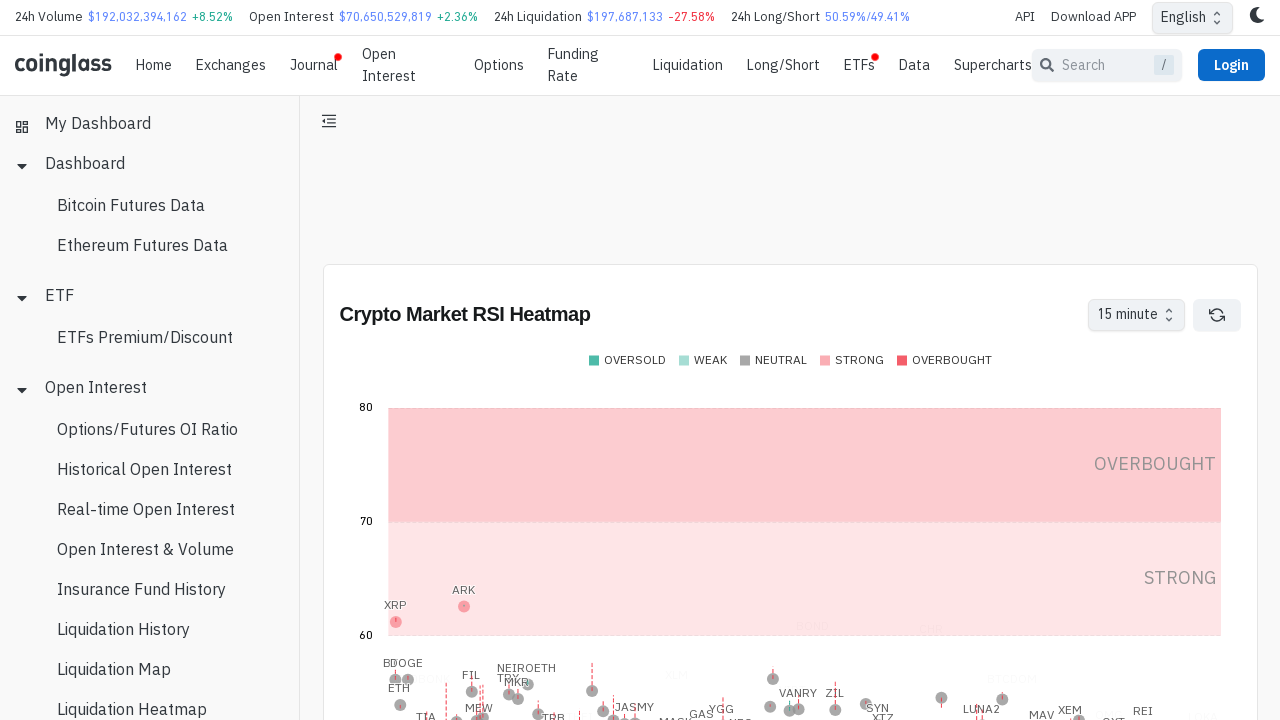 24h Volume $192,032,394,162 +8.52% Open Interest $70,650,529,819 +2.36% 24h Liquidation $197,687,133 -27.58% 24h Long/Short 50.59%/49.41% API Download APP English
coinglass Home Exchanges Journal Open Interest Options Funding Rate Liquidation Long/Short ETFs Data Supercharts Search / Login
My Dashboard
Dashboard
Bitcoin Futures Data
Ethereum Futures Data
ETF
ETFs Premium/Discount
Open Interest
Options/Futures OI Ratio
Historical Open Interest
Real-time Open Interest
Open Interest & Volume
Insurance Fund History
Liquidation History
Liquidation Map
Liquidation Heatmap
Crypto Market RSI Heatmap 15 minute
OVERSOLD WEAK NEUTRAL STRONG OVERBOUGHT
80
OVERBOUGHT
70
STRONG
ARK
XRP
60
DOGE
NEIROETH
FIL
MKR
ETH
VANRY ZIL
MEW JASMY YGG SYN LUNA2 XEM REI
TIA TRB GAS XTZ MAV